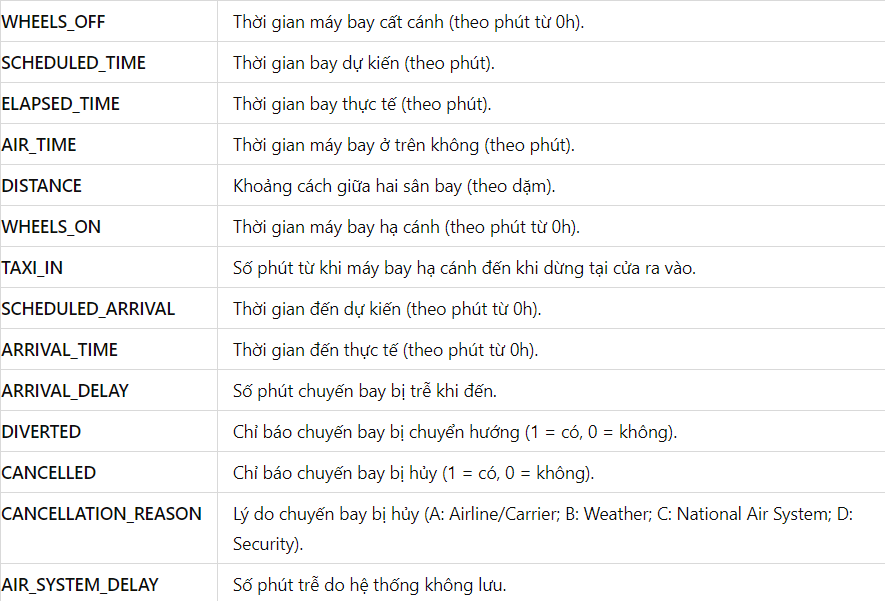 WHEELS_OFF Thời gian máy bay cất cánh (theo phút từ 0h).
SCHEDULED_TIME Thời gian bay dự kiến (theo phút).
ELAPSED_TIME Thời gian bay thực tế (theo phút).
AIR_TIME Thời gian máy bay ở trên không (theo phút).
DISTANCE Khoảng cách giữa hai sân bay (theo dặm).
WHEELS_ON Thời gian máy bay hạ cánh (theo phút từ 0h).
TAXI_IN Số phút từ khi máy bay hạ cánh đến khi dừng tại cửa ra vào.
SCHEDULED_ARRIVAL Thời gian đến dự kiến (theo phút từ 0h).
ARRIVAL_TIME Thời gian đến thực tế (theo phút từ 0h).
ARRIVAL_DELAY Số phút chuyến bay bị trễ khi đến.
DIVERTED Chỉ báo chuyến bay bị chuyển hướng (1 = có, 0 = không).
CANCELLED Chỉ báo chuyến bay bị hủy (1 = có, 0 = không).
CANCELLATION_REASON Lý do chuyến bay bị hủy (A: Airline/Carrier; B: Weather; C: National Air System; D:
Security).
AIR_SYSTEM_DELAY Số phút trễ do hệ thống không lưu.